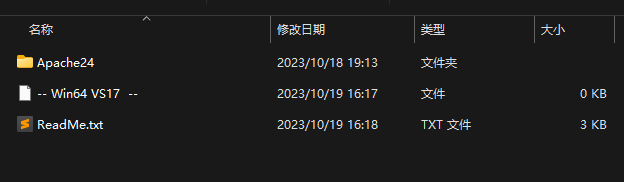 名称 修改日期 类型 大小
Apache24 2023/10/18 19:13 文件夹
-- Win64 VS17 -- 2023/10/19 16:17 文件 0 KB
ReadMe.txt 2023/10/19 16:18 TXT 文件 3 KB